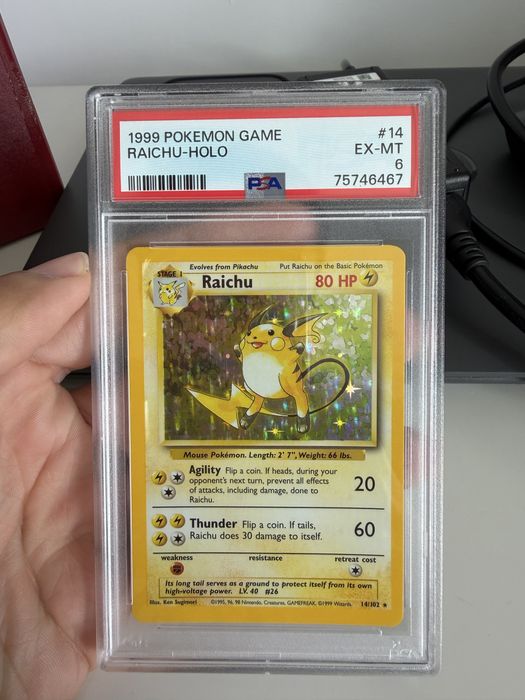 1999 POKEMON GAME #14
RAICHU-HOLO EX-MT
6
PSA 75746467
STAGE 1 Evolves from Pikachu Put Raichu on the Basic Pokémon
Raichu 80 HP
Mouse Pokémon. Length: 2' 7", Weight: 66 lbs.
Agility Flip a coin. If heads, during your
opponent's next turn, prevent all effects
of attacks, including damage, done to
Raichu.
20
Thunder Flip a coin. If tails,
Raichu does 30 damage to itself.
60
weakness resistance retreat cost
Its long tail serves as a ground to protect itself from its own
high-voltage power. LV. 40 #26
Illus. Ken Sugimori ©1995, 96, 98 Nintendo, Creatures, GAMEFREAK. ©1999 Wizards. 14/102 ★